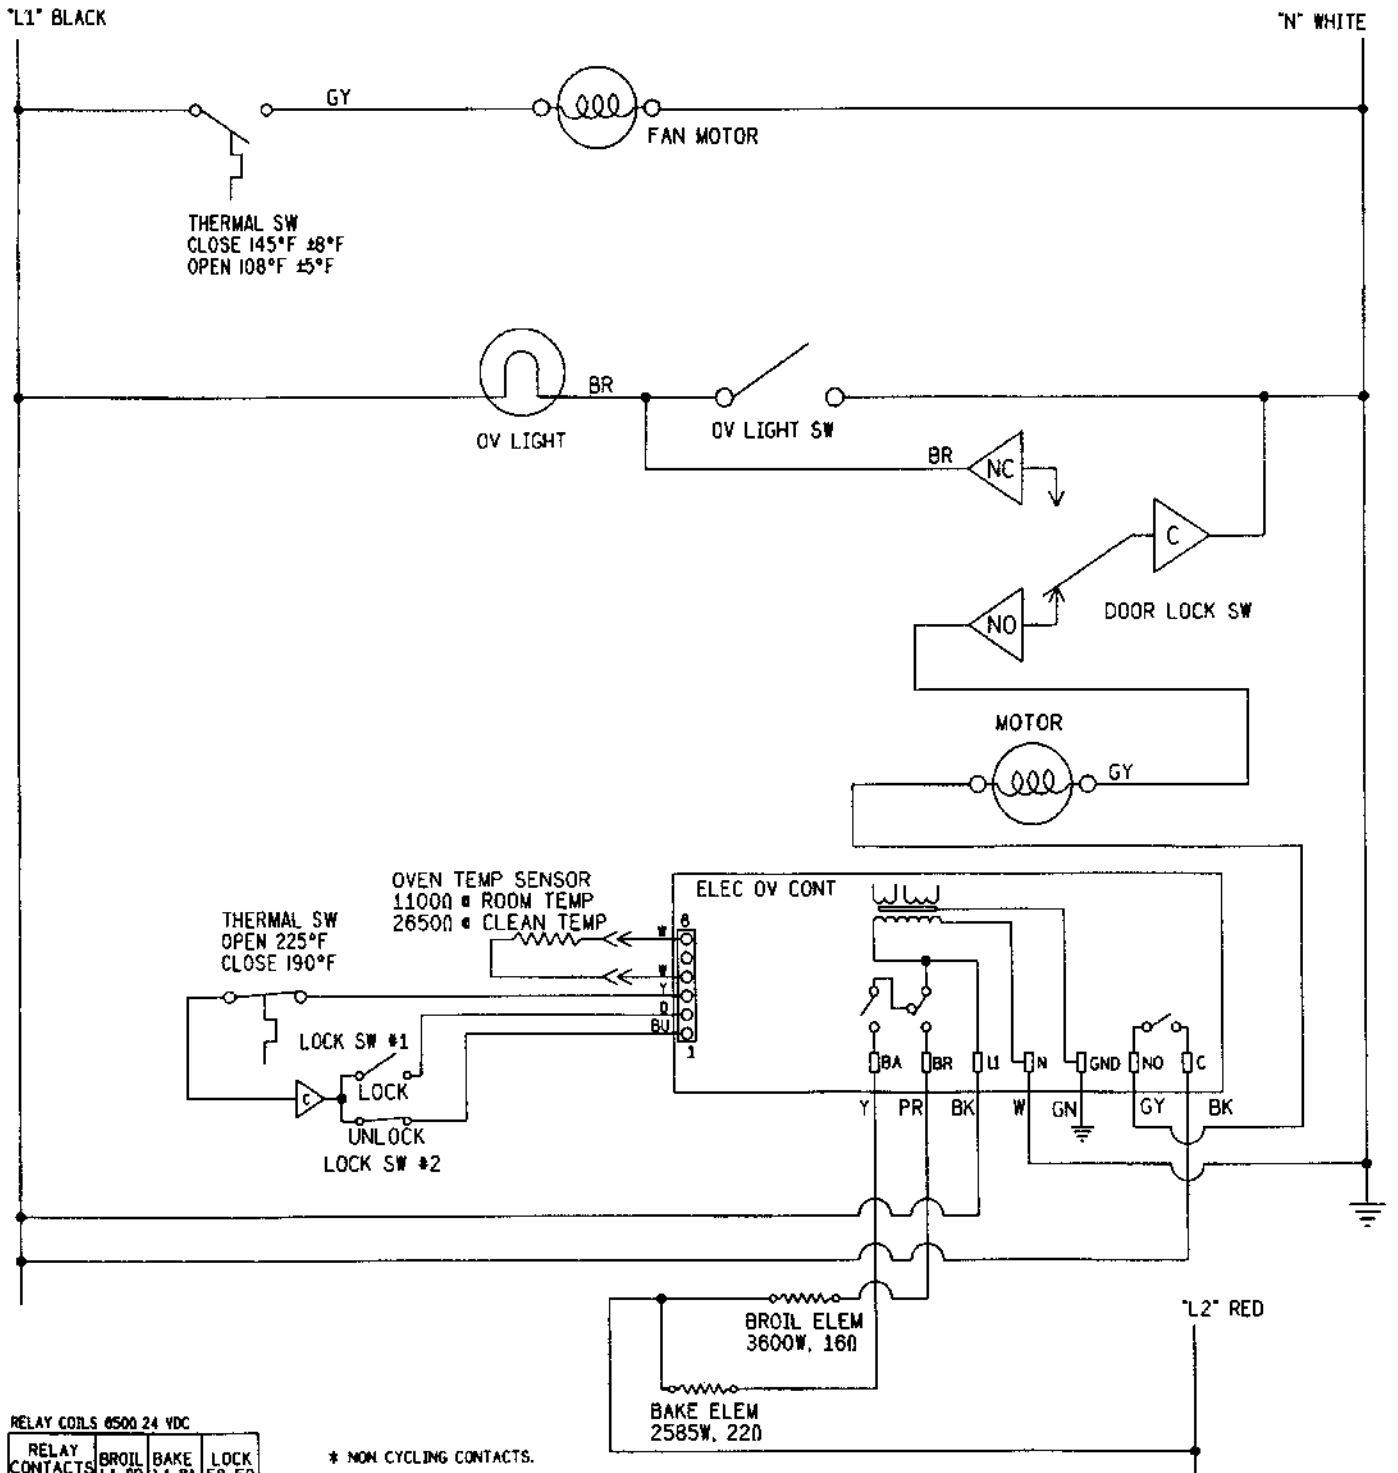 "L1" BLACK
"N" WHITE
GY
FAN MOTOR
THERMAL SW
CLOSE 145°F ±8°F
OPEN 108°F ±5°F
BR
OV LIGHT
OV LIGHT SW
BR
NC
C
NO
DOOR LOCK SW
MOTOR
GY
OVEN TEMP SENSOR
1100Ω @ ROOM TEMP
2650Ω @ CLEAN TEMP
ELEC OV CONT
THERMAL SW
OPEN 225°F
CLOSE 190°F
6
W
W
Y
O
BU
1
LOCK SW #1
LOCK
C
UNLOCK
LOCK SW #2
BA
BR
L1
N
GND
NO
C
Y
PR
BK
W
GN
GY
BK
BROIL ELEM
3600W, 16Ω
"L2" RED
BAKE ELEM
2585W, 22Ω
RELAY COILS 650Ω 24 VDC
RELAY CONTACTS BROIL BAKE LOCK
* NON CYCLING CONTACTS.